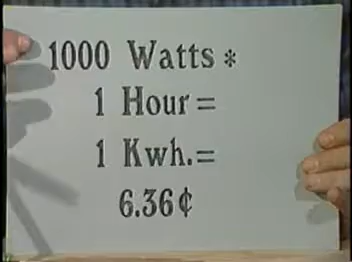 1000 Watts *
1 Hour =
1 Kwh. =
6.36¢